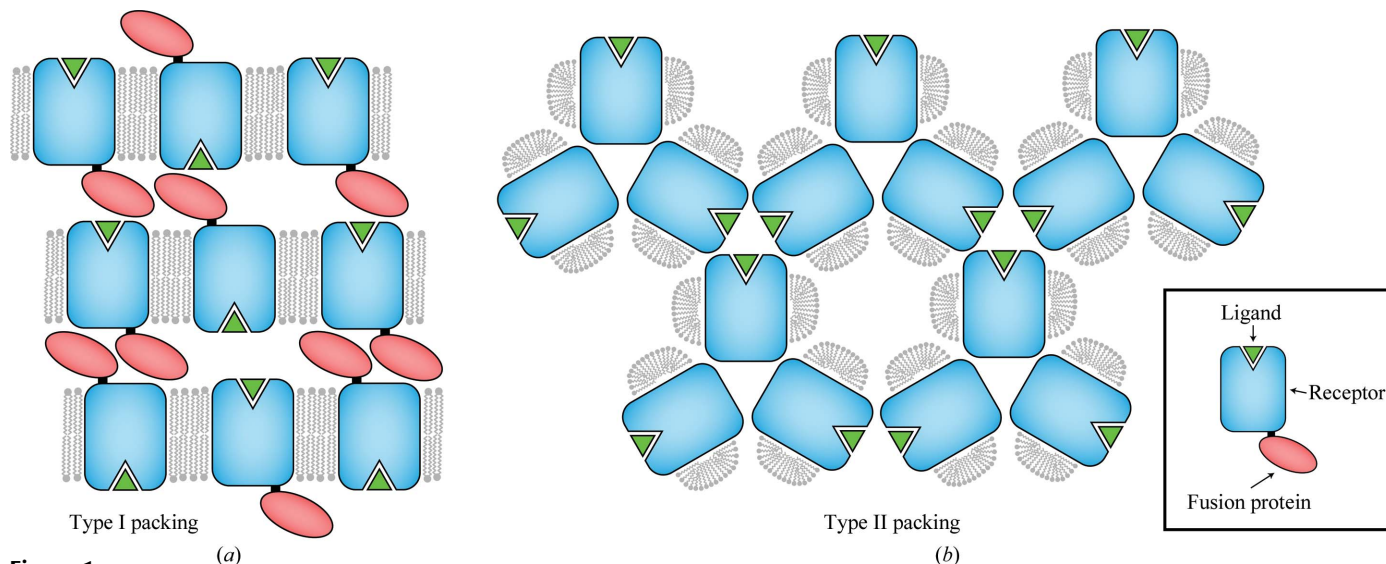 Type I packing
(a)
Type II packing
(b)
Ligand
Receptor
Fusion protein